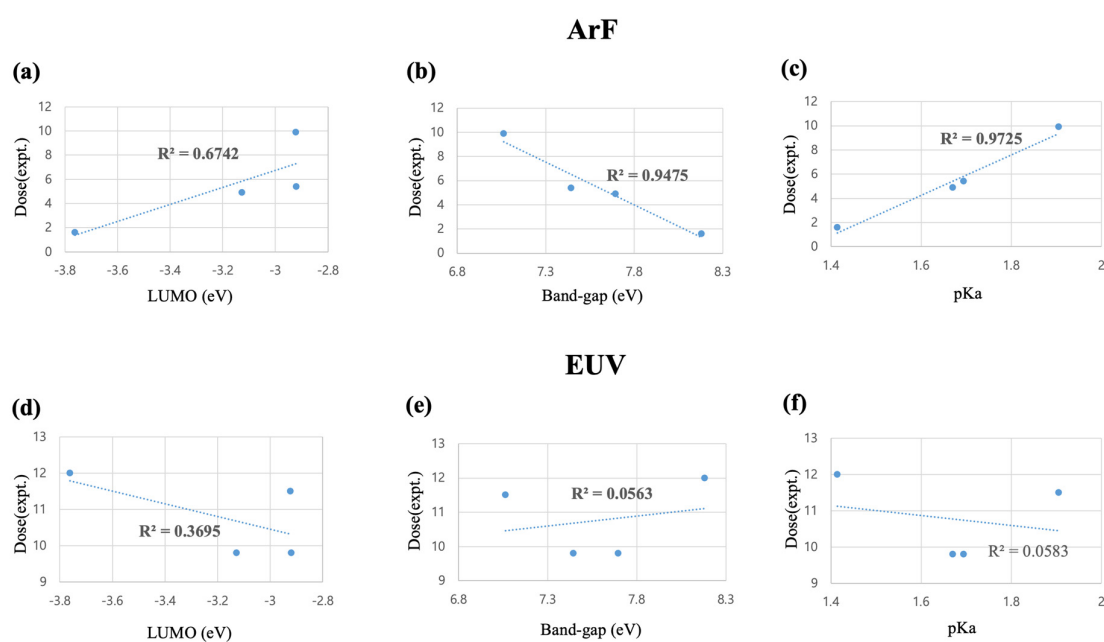 ArF
(a)
12
10
8
6
4
2
0
Dose(expt.)
R² = 0.6742
-3.8 -3.6 -3.4 -3.2 -3 -2.8
LUMO (eV)
(b)
12
10
8
6
4
2
0
Dose(expt.)
R² = 0.9475
6.8 7.3 7.8 8.3
Band-gap (eV)
(c)
12
10
8
6
4
2
0
Dose(expt.)
R² = 0.9725
1.4 1.6 1.8 2
pKa
EUV
(d)
13
12
11
10
9
Dose(expt.)
R² = 0.3695
-3.8 -3.6 -3.4 -3.2 -3 -2.8
LUMO (eV)
(e)
13
12
11
10
9
Dose(expt.)
R² = 0.0563
6.8 7.3 7.8 8.3
Band-gap (eV)
(f)
13
12
11
10
9
Dose(expt.)
R² = 0.0583
1.4 1.6 1.8 2
pKa